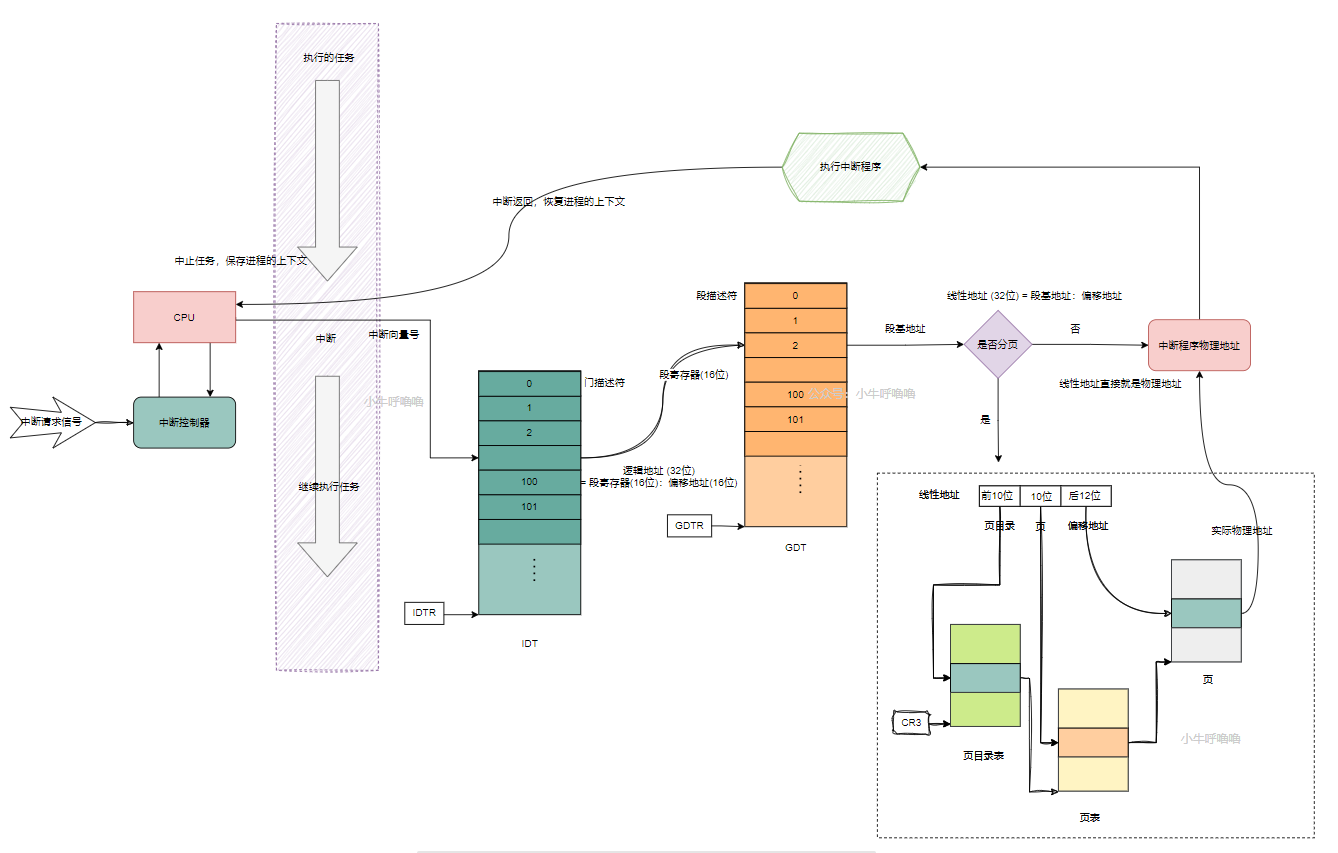 执行的任务
中止任务，保存进程的上下文
CPU
中断
中断向量号
中断请求信号
中断控制器
继续执行任务
小牛呼噜噜
执行中断程序
中断返回，恢复进程的上下文
0
1
2
100
101
门描述符
IDTR
IDT
段寄存器(16位)
逻辑地址 (32位)
= 段寄存器(16位)：偏移地址(16位)
段描述符
0
1
2
100
101
公众号：小牛呼噜噜
GDTR
GDT
线性地址 (32位) = 段基地址：偏移地址
段基地址
是否分页
否
是
中断程序物理地址
线性地址直接就是物理地址
线性地址
前10位
10位
后12位
页目录
页
偏移地址
实际物理地址
CR3
页目录表
页表
页
小牛呼噜噜